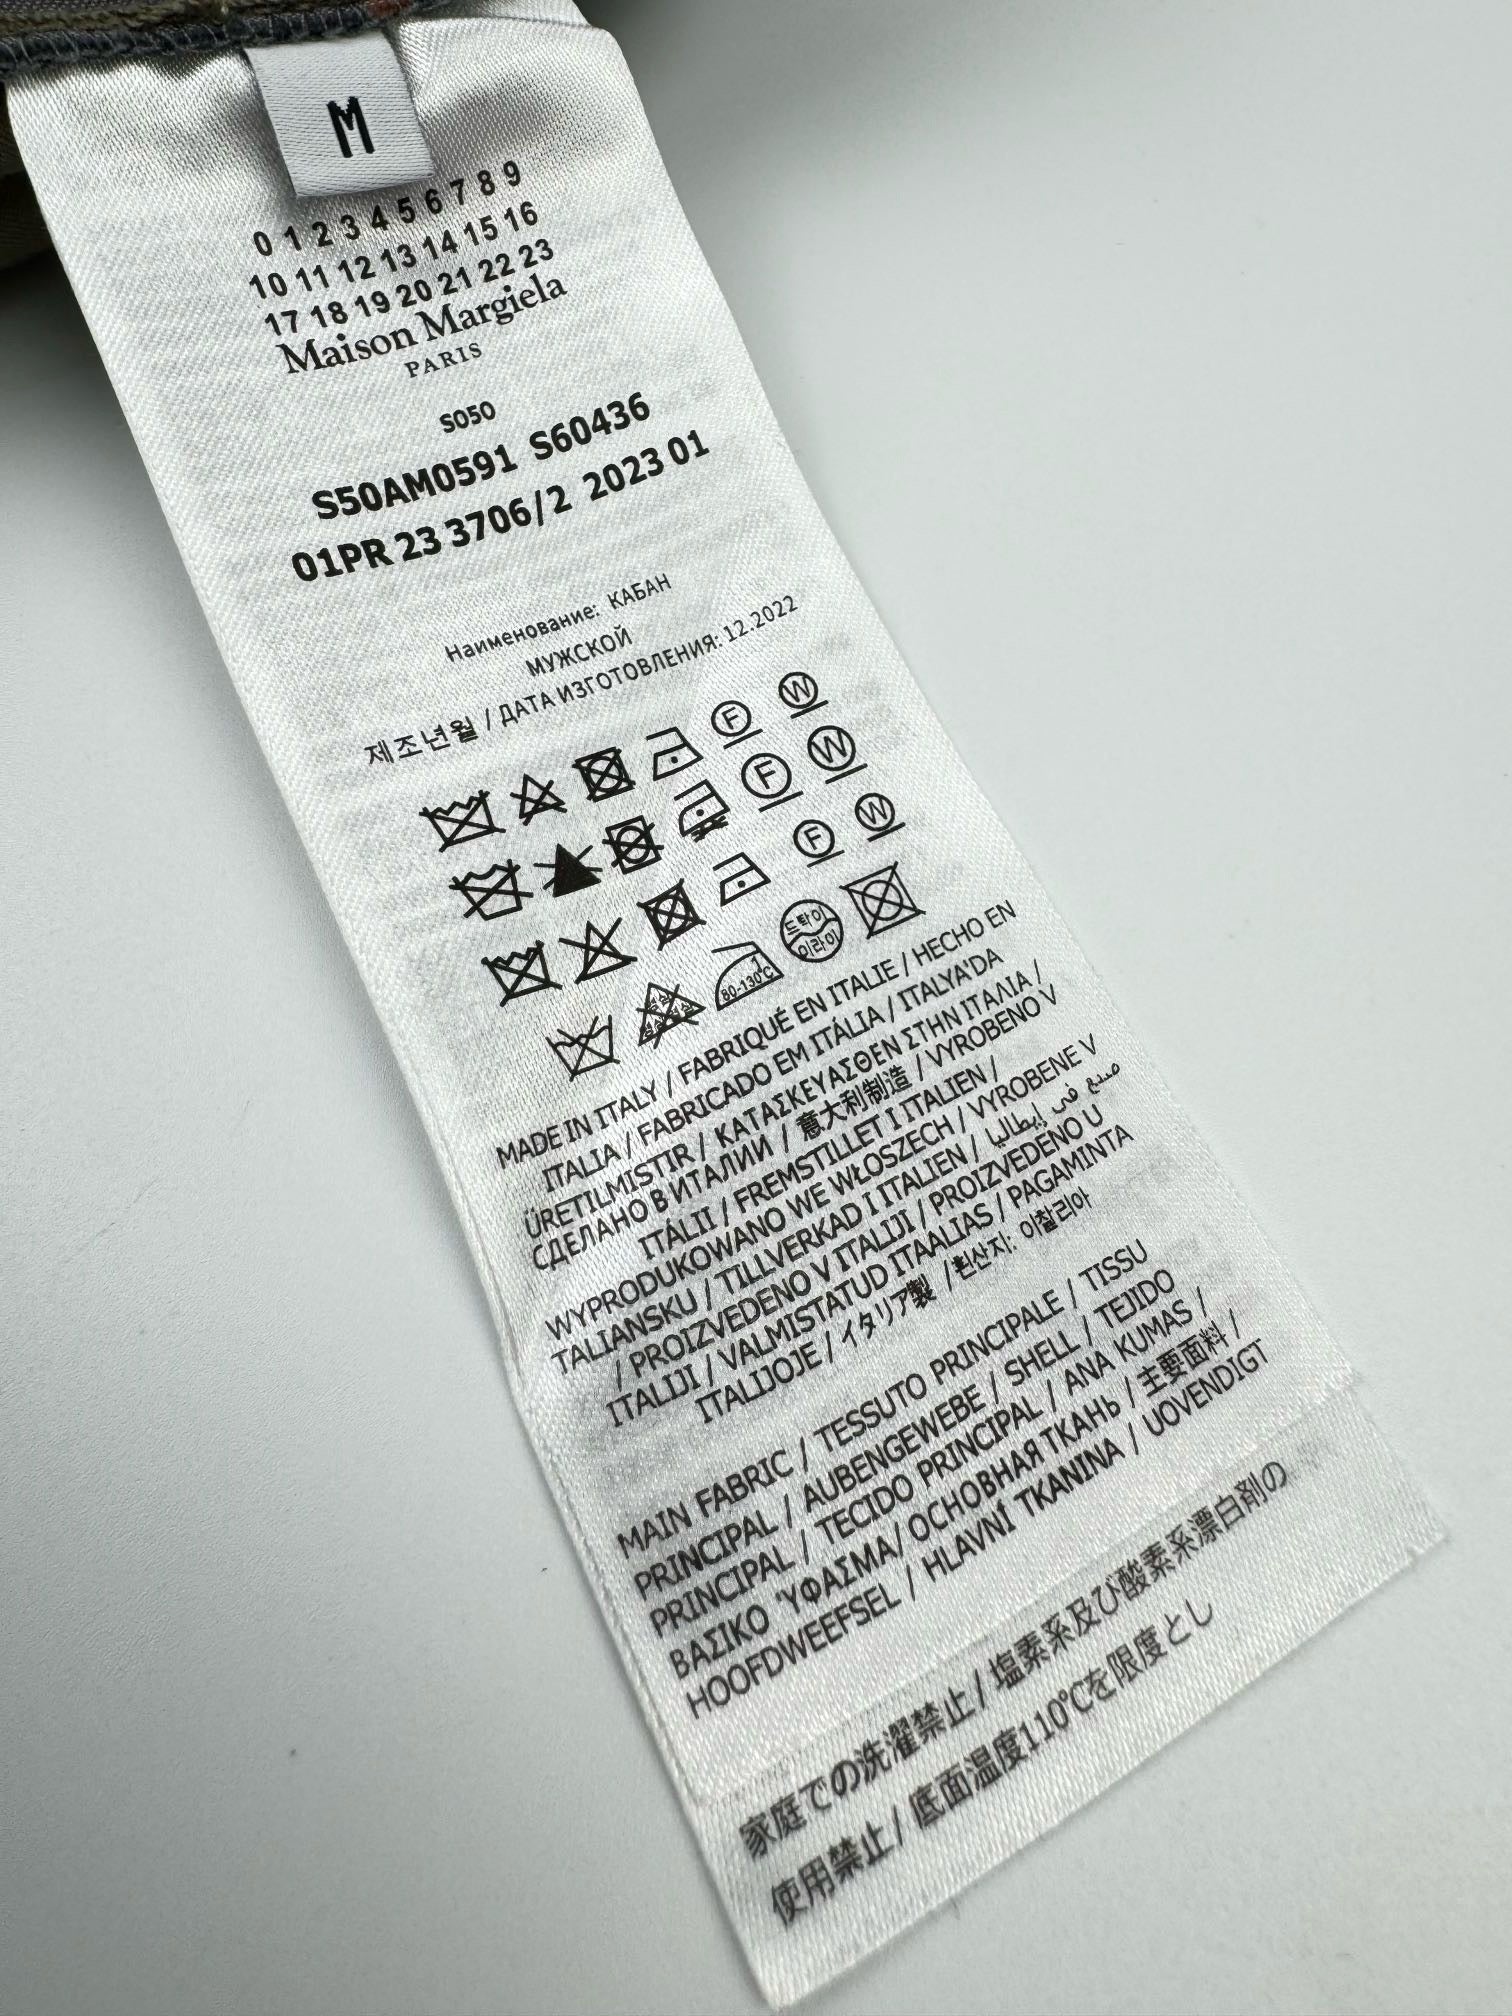 M
0 1 2 3 4 5 6 7 8 9
10 11 12 13 14 15 16
17 18 19 20 21 22 23
Maison Margiela
PARIS
S050
S50AM0591 S60436
01PR 23 3706/2 2023 01
Наименование: КАБАН
МУЖСКОЙ
제조년월 / ДАТА ИЗГОТОВЛЕНИЯ: 12.2022
F W
F W
F W
80-130℃ 드라이
MADE IN ITALY / FABRIQUÉ EN ITALIE / HECHO EN
ITALIA / FABRICADO EM ITÁLIA / ITALYA'DA
ÜRETILMISTIR / ΚΑΤΑΣΚΕΥΑΣΘΕΝ ΣΤΗΝ ΙΤΑΛΙΑ /
СДЕЛАНО В ИТАЛИИ / 意大利制造 / VYROBENO V
ITÁLII / FREMSTILLET I ITALIEN /
WYPRODUKOWANO WE WŁOSZECH / VYROBENE V
TALIANSKU / TILLVERKAD I ITALIEN / صنع في إيطاليا
/ PROIZVEDENO V ITALIJI / PROIZVEDENO U
ITALIJI / VALMISTATUD ITAALIAS / PAGAMINTA
ITALIJOJE / イタリア製 / 원산지: 이탈리아
MAIN FABRIC / TESSUTO PRINCIPALE / TISSU
PRINCIPAL / AUBENGEWEBE / SHELL / TEJIDO
PRINCIPAL / TECIDO PRINCIPAL / ANA KUMAS /
ΒΑΣΙΚΟ 'ΥΦΑΣΜΑ/ ОСНОВНАЯ ТКАНЬ / 主要面料 /
HOOFDWEEFSEL / HLAVNÍ TKANINA / UOVENDIGT
家庭での洗濯禁止 / 塩素系及び酸素系漂白剤の
使用禁止 / 底面温度110℃を限度とし